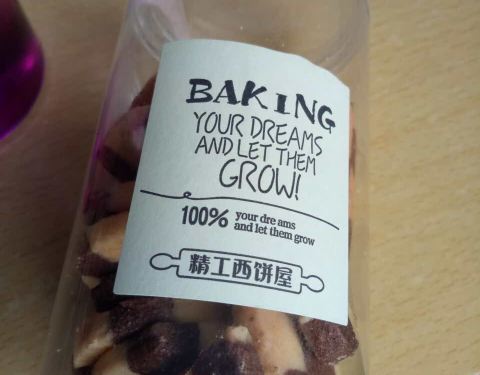 BAKING
YOUR DREAMS
AND LET THEM
GROW!
100% your dre ams
and let them grow
精工西饼屋